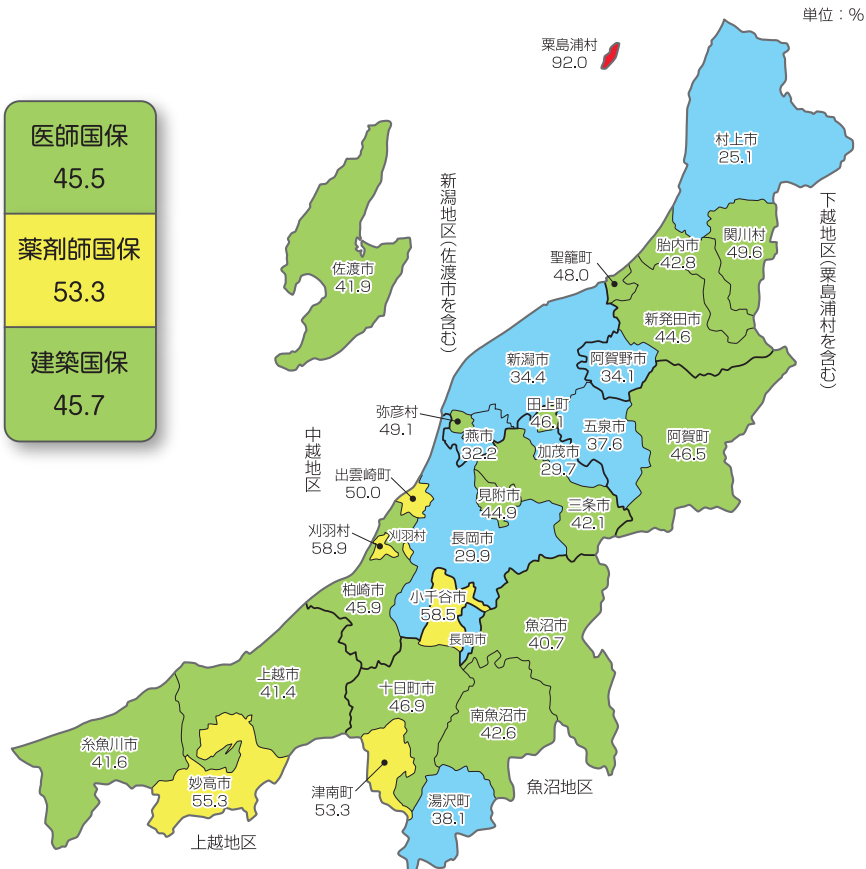 単位：％
粟島浦村
92.0
医師国保
45.5
薬剤師国保
53.3
建築国保
45.7
村上市
25.1
新潟地区（佐渡市を含む）
下越地区（粟島浦村を含む）
関川村
49.6
胎内市
42.8
聖籠町
48.0
佐渡市
41.9
新発田市
44.6
新潟市
34.4
阿賀野市
34.1
田上町
46.1
弥彦村
49.1
五泉市
37.6
阿賀町
46.5
燕市
32.2
加茂市
29.7
中越地区
出雲崎町
50.0
見附市
44.9
三条市
42.1
刈羽村
58.9
刈羽村
長岡市
29.9
柏崎市
45.9
小千谷市
58.5
長岡市
魚沼市
40.7
上越市
41.4
十日町市
46.9
南魚沼市
42.6
糸魚川市
41.6
妙高市
55.3
津南町
53.3
湯沢町
38.1
魚沼地区
上越地区